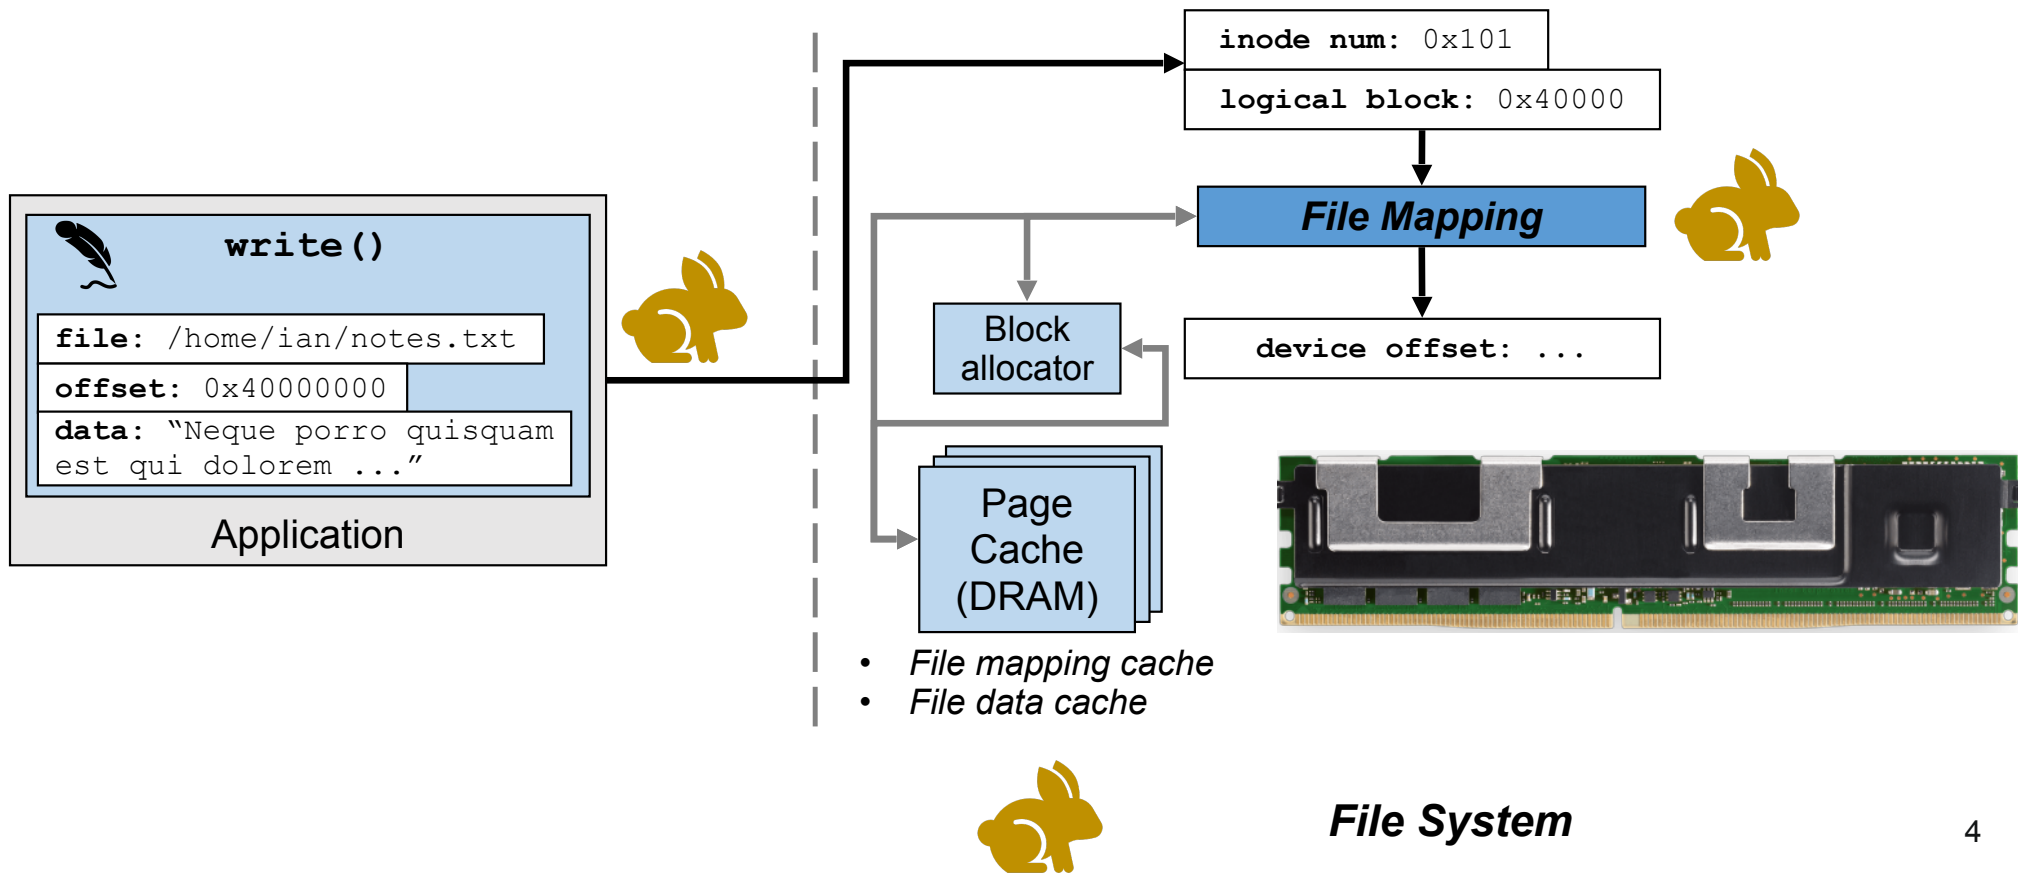 write()
file: /home/ian/notes.txt
offset: 0x40000000
data: “Neque porro quisquam
est qui dolorem ...”
Application
inode num: 0x101
logical block: 0x40000
File Mapping
device offset: ...
Block
allocator
Page
Cache
(DRAM)
• File mapping cache
• File data cache
File System
4